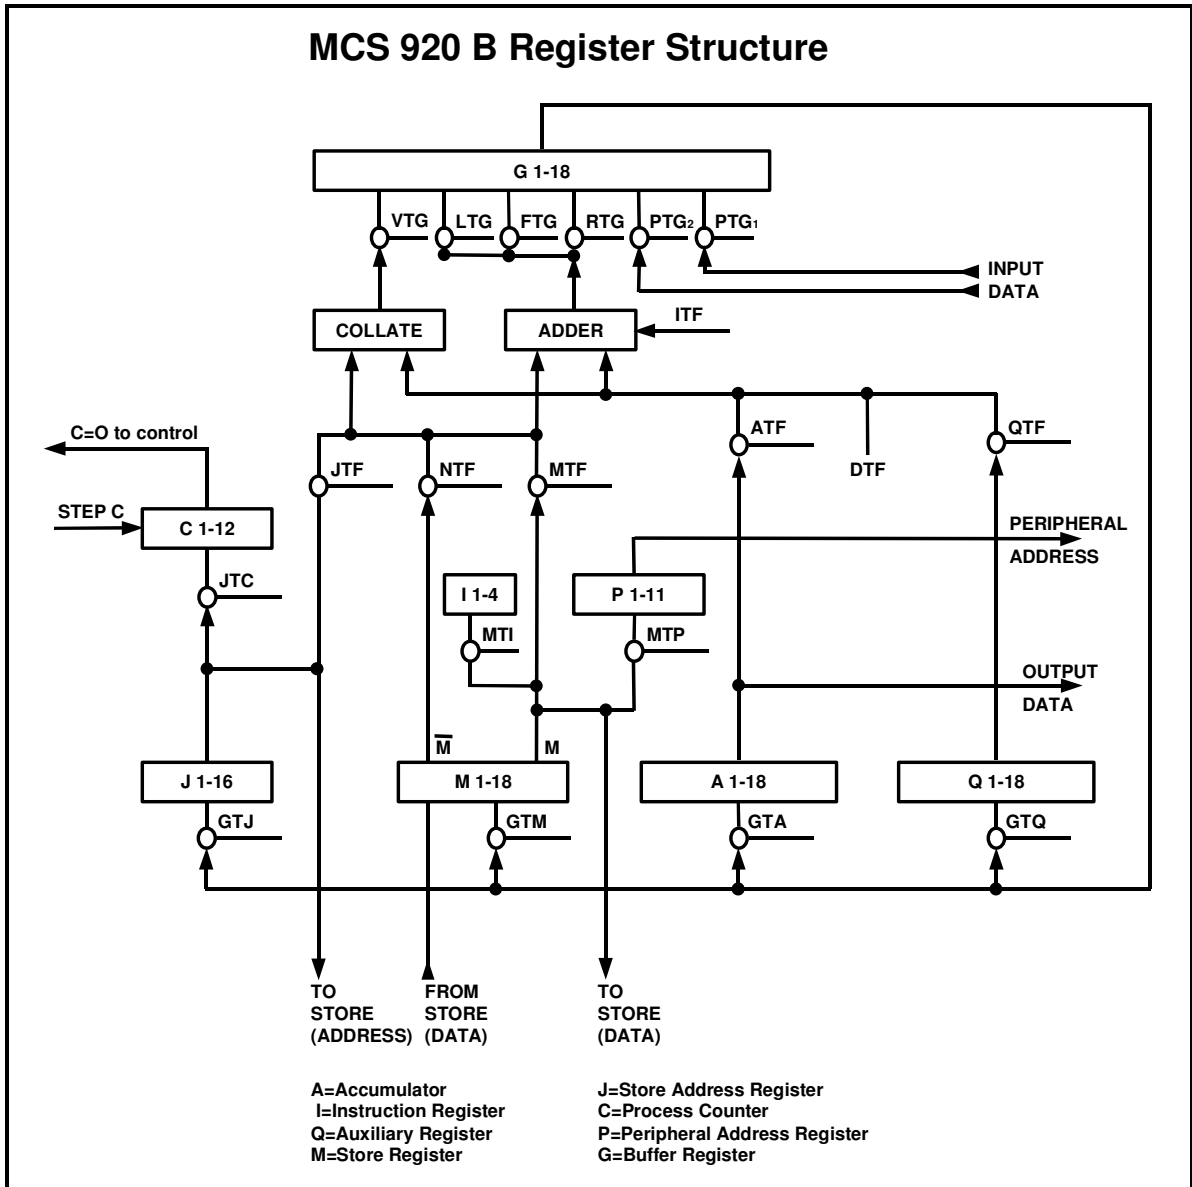 MCS 920 B Register Structure
G 1-18
VTG
LTG
FTG
RTG
PTG2
PTG1
INPUT
DATA
COLLATE
ADDER
ITF
C=O to control
ATF
QTF
JTF
NTF
MTF
DTF
STEP C
C 1-12
PERIPHERAL
ADDRESS
JTC
I 1-4
P 1-11
MTI
MTP
OUTPUT
DATA
M̅
M
J 1-16
M 1-18
A 1-18
Q 1-18
GTJ
GTM
GTA
GTQ
TO
STORE
(ADDRESS)
FROM
STORE
(DATA)
TO
STORE
(DATA)
A=Accumulator
I=Instruction Register
Q=Auxiliary Register
M=Store Register
J=Store Address Register
C=Process Counter
P=Peripheral Address Register
G=Buffer Register